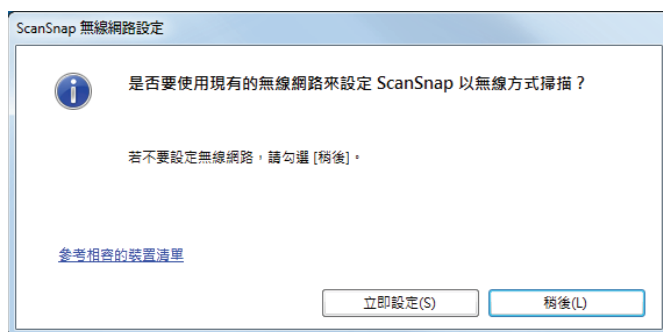 ScanSnap 無線網路設定
是否要使用現有的無線網路來設定 ScanSnap 以無線方式掃描？
若不要設定無線網路，請勾選 [稍後]。
參考相容的裝置清單
立即設定(S)
稍後(L)